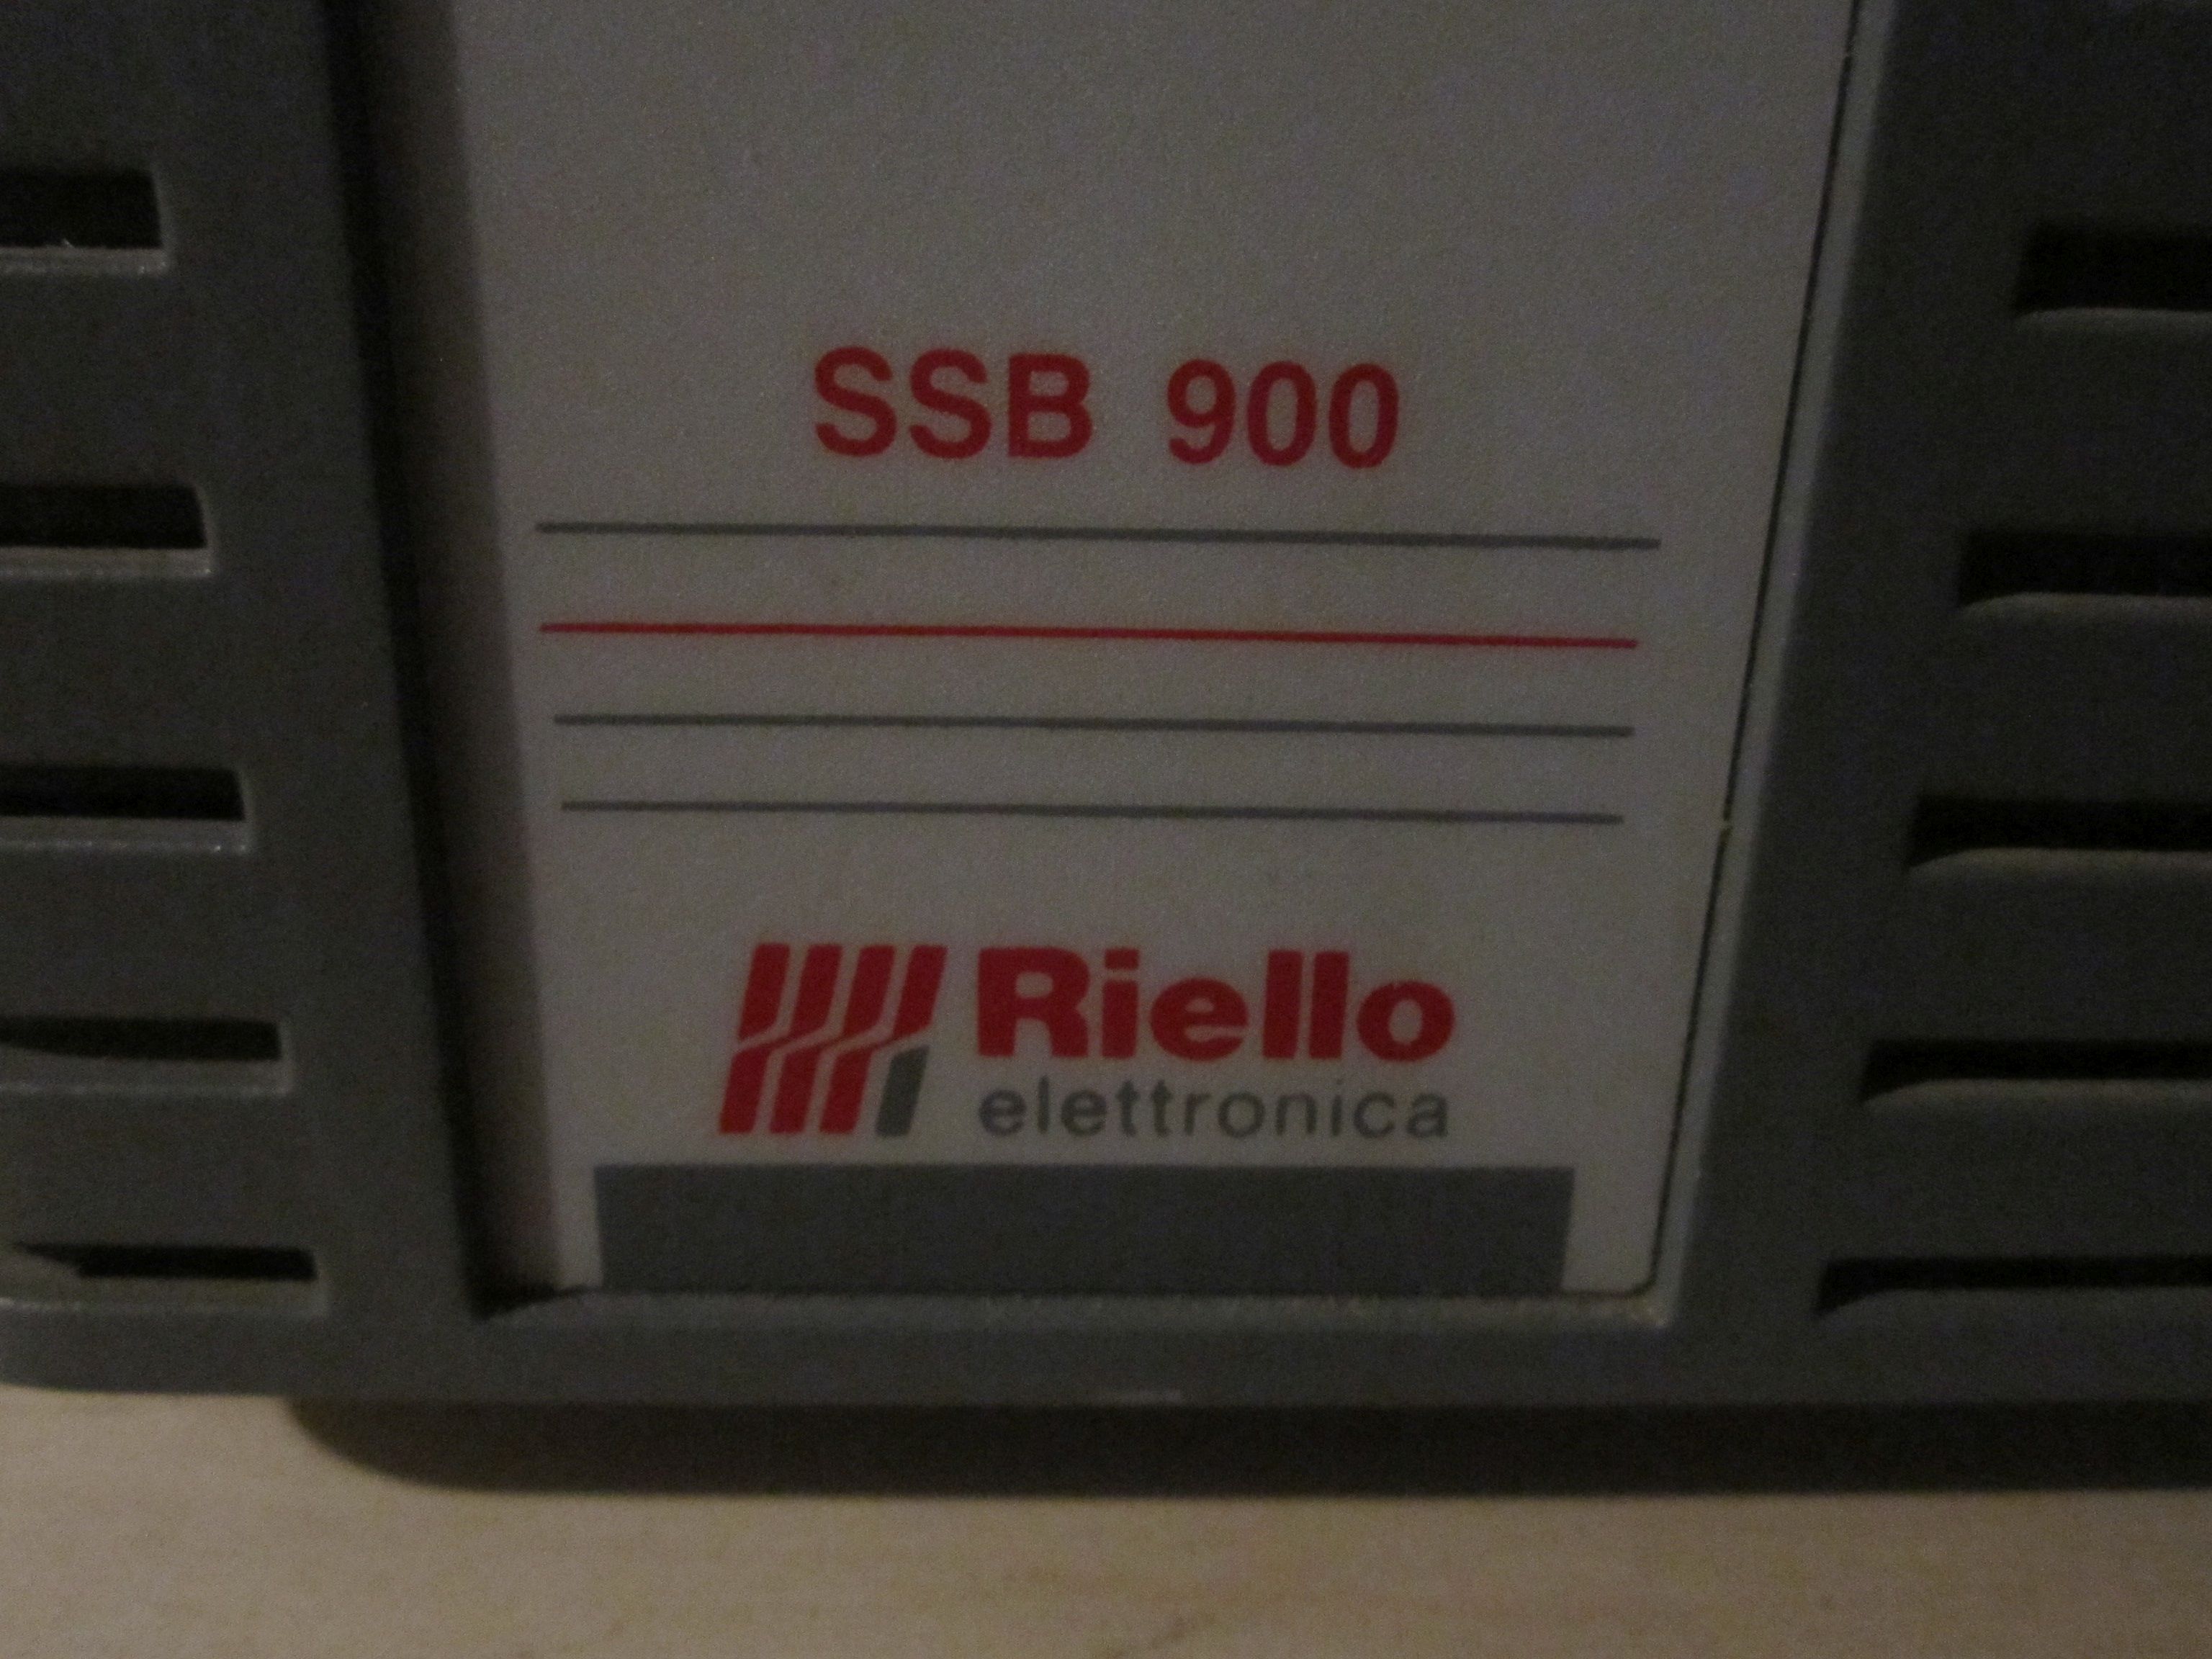 SSB 900
Riello
elettronica